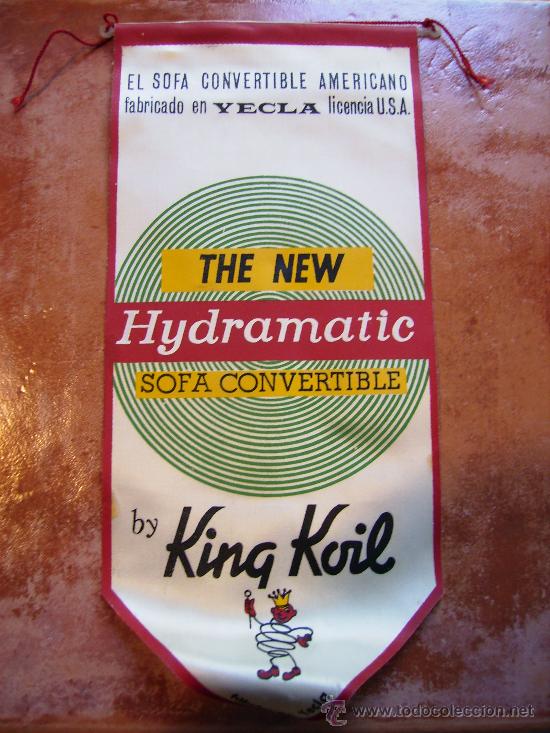 EL SOFA CONVERTIBLE AMERICANO
fabricado en YECLA licencia U.S.A.
THE NEW
Hydramatic
SOFA CONVERTIBLE
by King Koil
www.todocoleccion.net